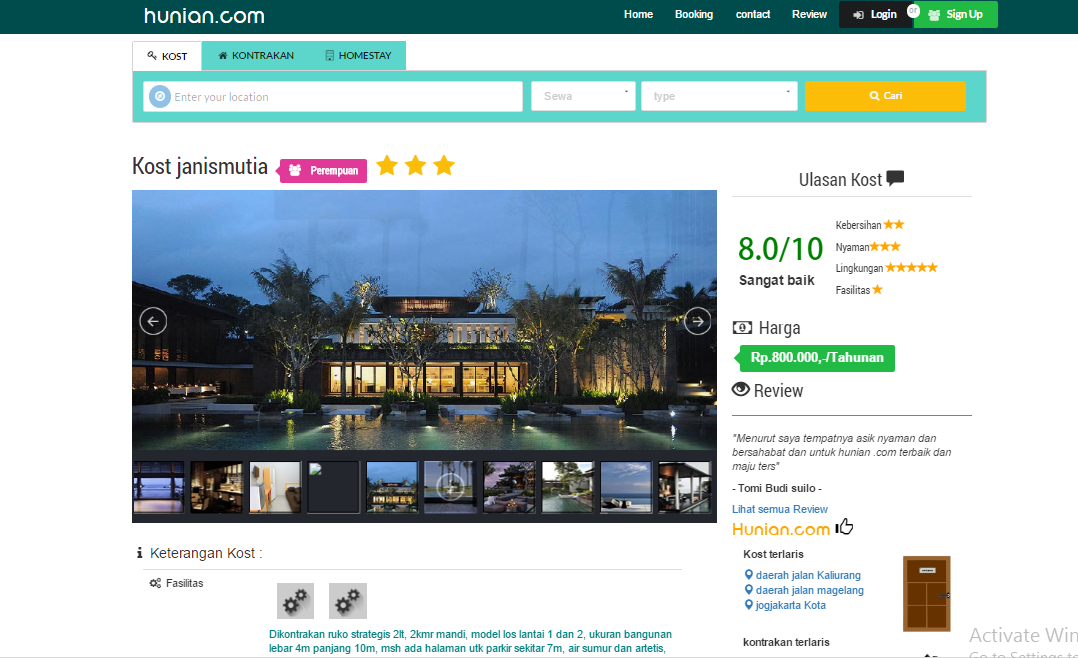 hunian.com
Home Booking contact Review Login or Sign Up
KOST KONTRAKAN HOMESTAY
Enter your location Sewa type Cari
Kost janismutia Perempuan
Ulasan Kost
8.0/10
Sangat baik
Kebersihan
Nyaman
Lingkungan
Fasilitas
Harga
Rp.800.000,-/Tahunan
Review
"Menurut saya tempatnya asik nyaman dan
bersahabat dan untuk hunian .com terbaik dan
maju ters"
- Tomi Budi suilo -
Lihat semua Review
Hunian.com
Kost terlaris
daerah jalan Kaliurang
daerah jalan magelang
jogjakarta Kota
kontrakan terlaris
Keterangan Kost :
Fasilitas
Dikontrakan ruko strategis 2lt, 2kmr mandi, model los lantai 1 dan 2, ukuran bangunan
lebar 4m panjang 10m, msh ada halaman utk parkir sekitar 7m, air sumur dan artetis,
Activate Win
Go to Settings to